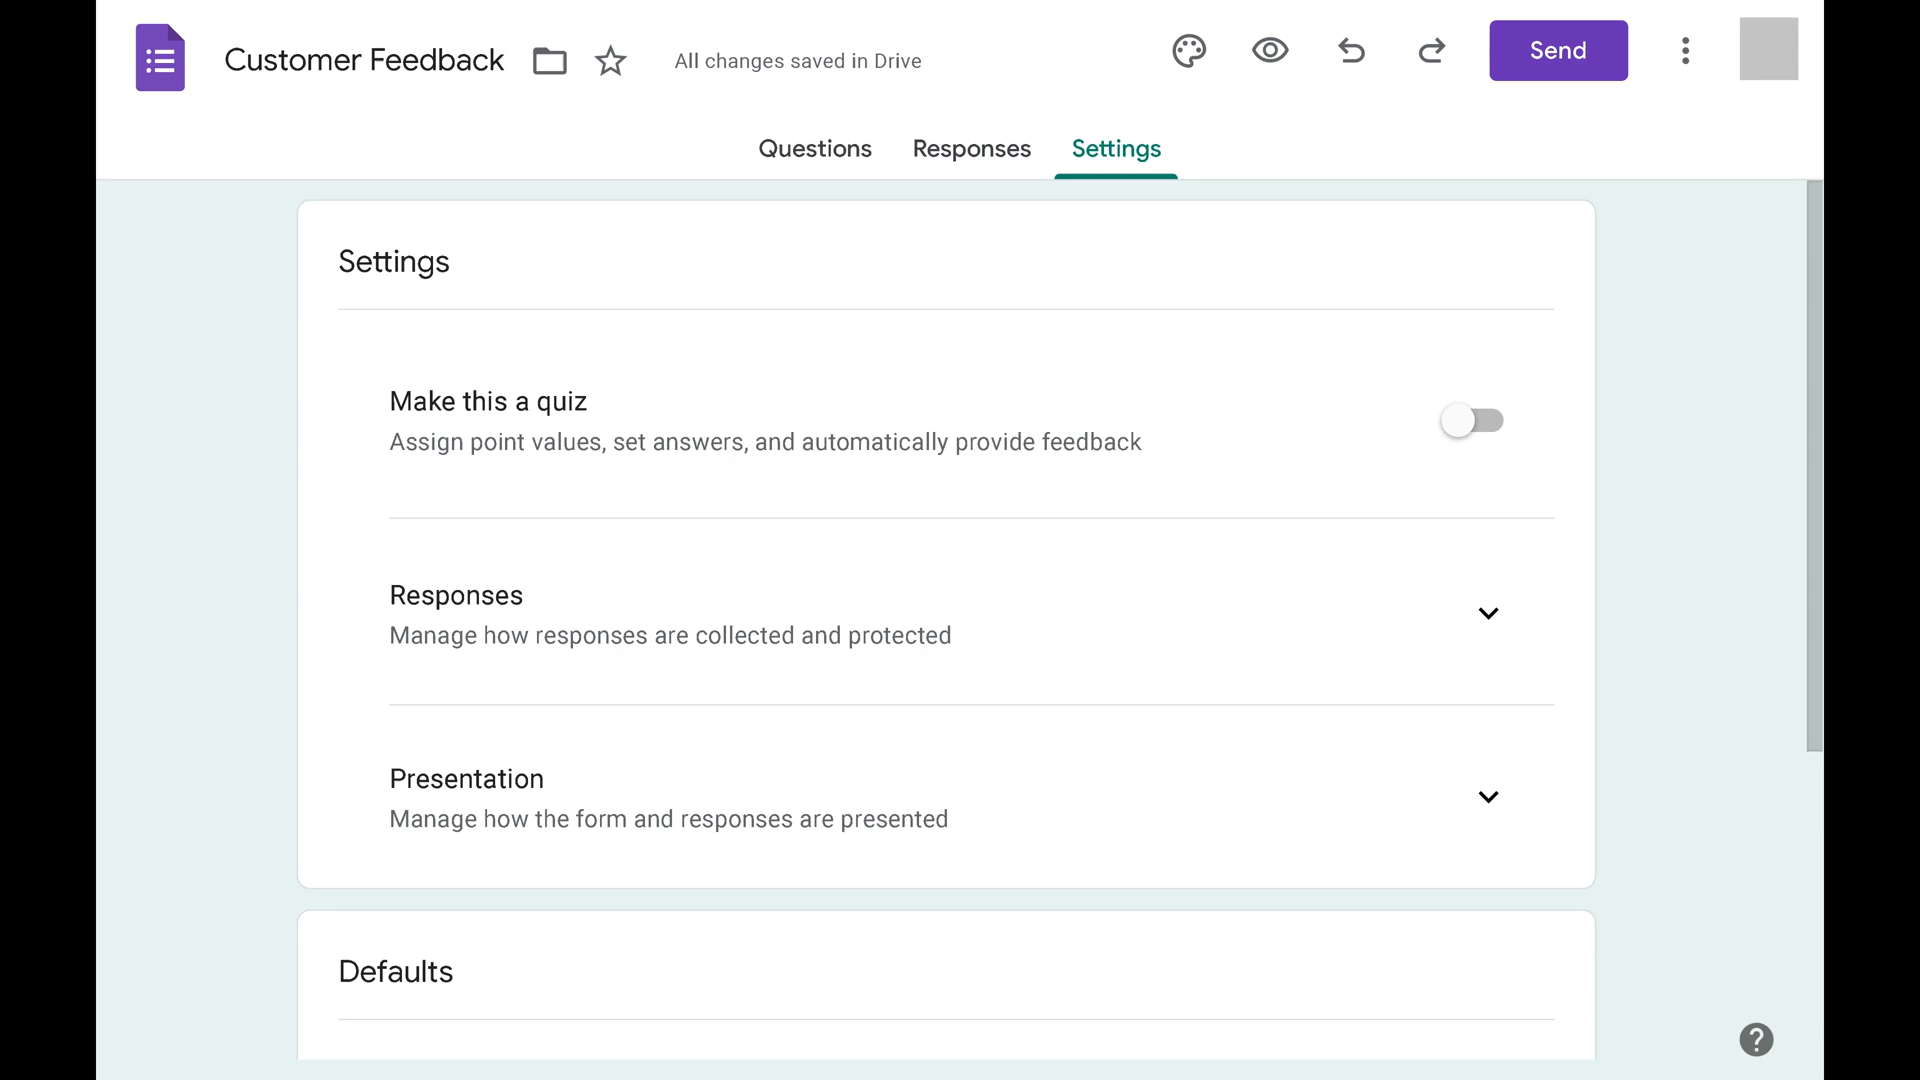 Customer Feedback
All changes saved in Drive
Send
Questions
Responses
Settings
Settings
Make this a quiz
Assign point values, set answers, and automatically provide feedback
Responses
Manage how responses are collected and protected
Presentation
Manage how the form and responses are presented
Defaults